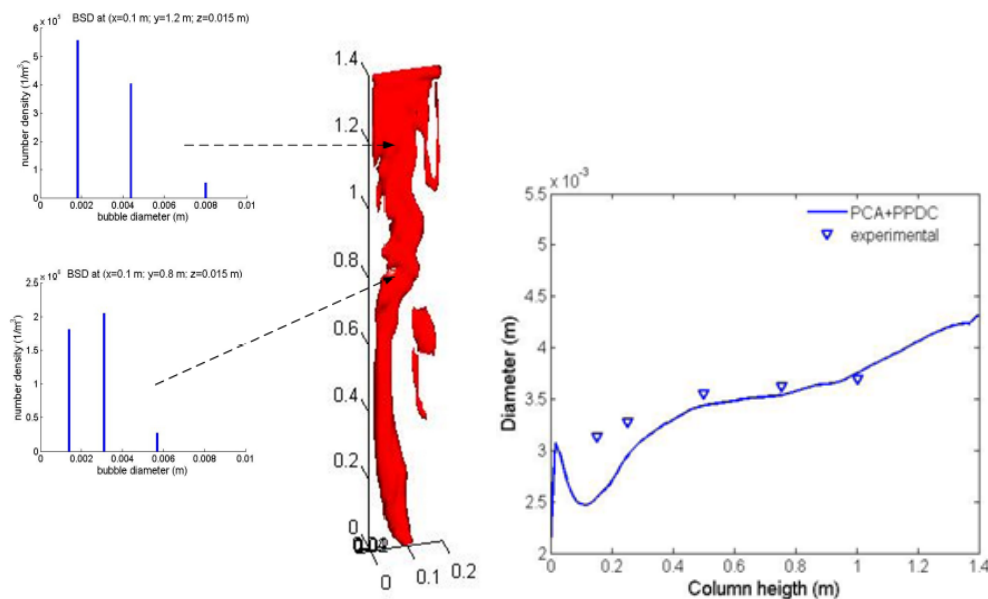 BSD at (x=0.1 m; y=1.2 m; z=0.015 m)
6 x 10⁵
5
4
3
2
1
0
number density (1/m³)
0 0.002 0.004 0.006 0.008 0.01
bubble diameter (m)
BSD at (x=0.1 m; y=0.8 m; z=0.015 m)
2.5 x 10
2
1.5
1
0.5
0
number density (1/m³)
0 0.002 0.004 0.006 0.008 0.01
bubble diameter (m)
1.4
1.2
1
0.8
0.6
0.4
0.2
0
0 0.1 0.2
x 10⁻³
5.5
5
4.5
4
3.5
3
2.5
2
Diameter (m)
PCA+PPDC
experimental
0 0.2 0.4 0.6 0.8 1 1.2 1.4
Column heigth (m)